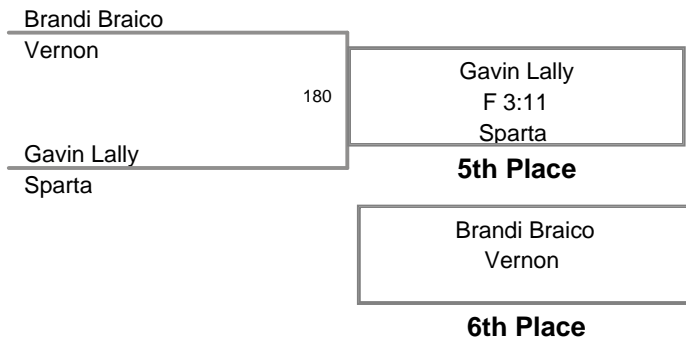 Brandi Braico
Vernon
180
Gavin Lally
Sparta
Gavin Lally
F 3:11
Sparta
5th Place
Brandi Braico
Vernon
6th Place